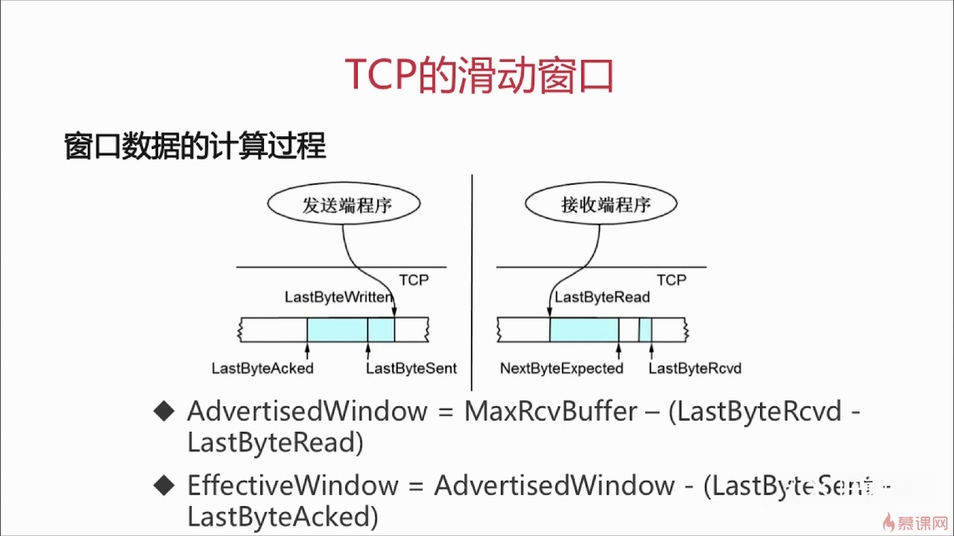 TCP的滑动窗口
窗口数据的计算过程
发送端程序
接收端程序
TCP
TCP
LastByteWritten
LastByteRead
LastByteAcked
LastByteSent
NextByteExpected
LastByteRcvd
◆ AdvertisedWindow = MaxRcvBuffer – (LastByteRcvd -
LastByteRead)
◆ EffectiveWindow = AdvertisedWindow - (LastByteSent -
LastByteAcked)
慕课网